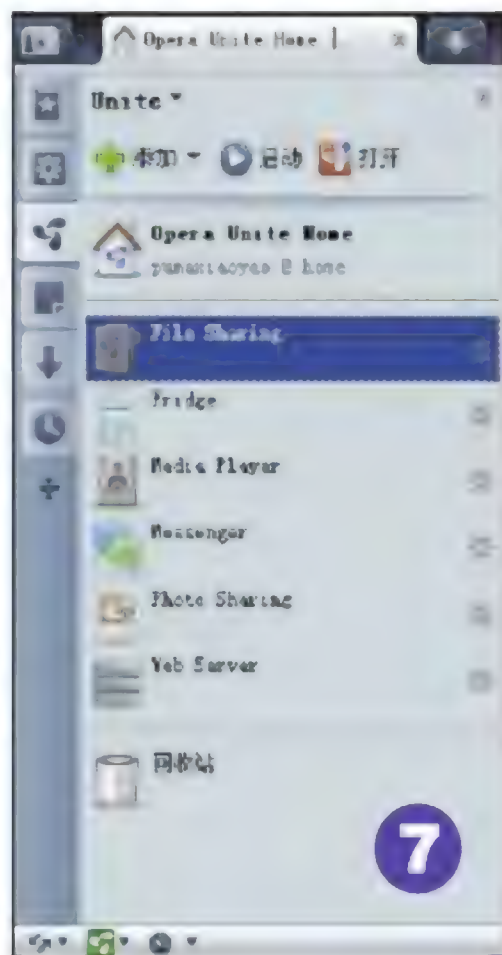 Opera Unite Home
Unite
添加 启动 打开
Opera Unite Home
@ home
File Sharing
Fridge
Media Player
Messenger
Photo Sharing
Web Server
回收站
7